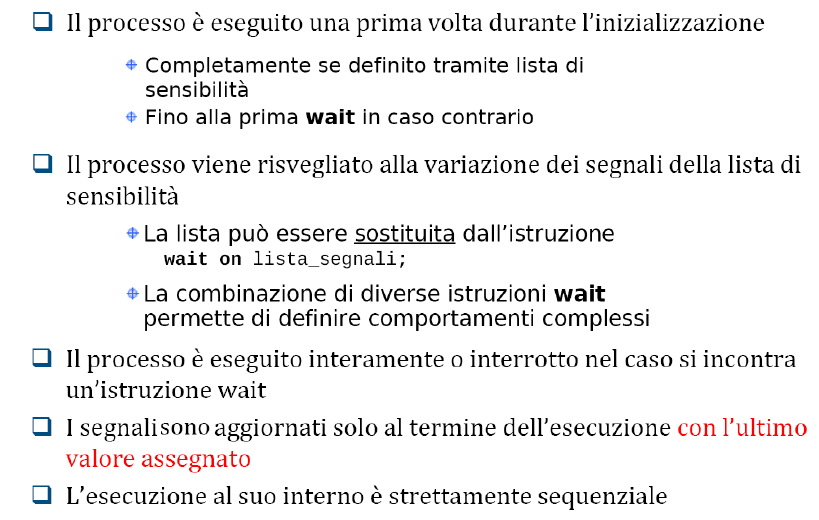 Il processo è eseguito una prima volta durante l'inizializzazione
Completamente se definito tramite lista di
sensibilità
Fino alla prima wait in caso contrario
Il processo viene risvegliato alla variazione dei segnali della lista di
sensibilità
La lista può essere sostituita dall'istruzione
wait on lista_segnali;
La combinazione di diverse istruzioni wait
permette di definire comportamenti complessi
Il processo è eseguito interamente o interrotto nel caso si incontra
un'istruzione wait
I segnali sono aggiornati solo al termine dell'esecuzione con l'ultimo
valore assegnato
L'esecuzione al suo interno è strettamente sequenziale